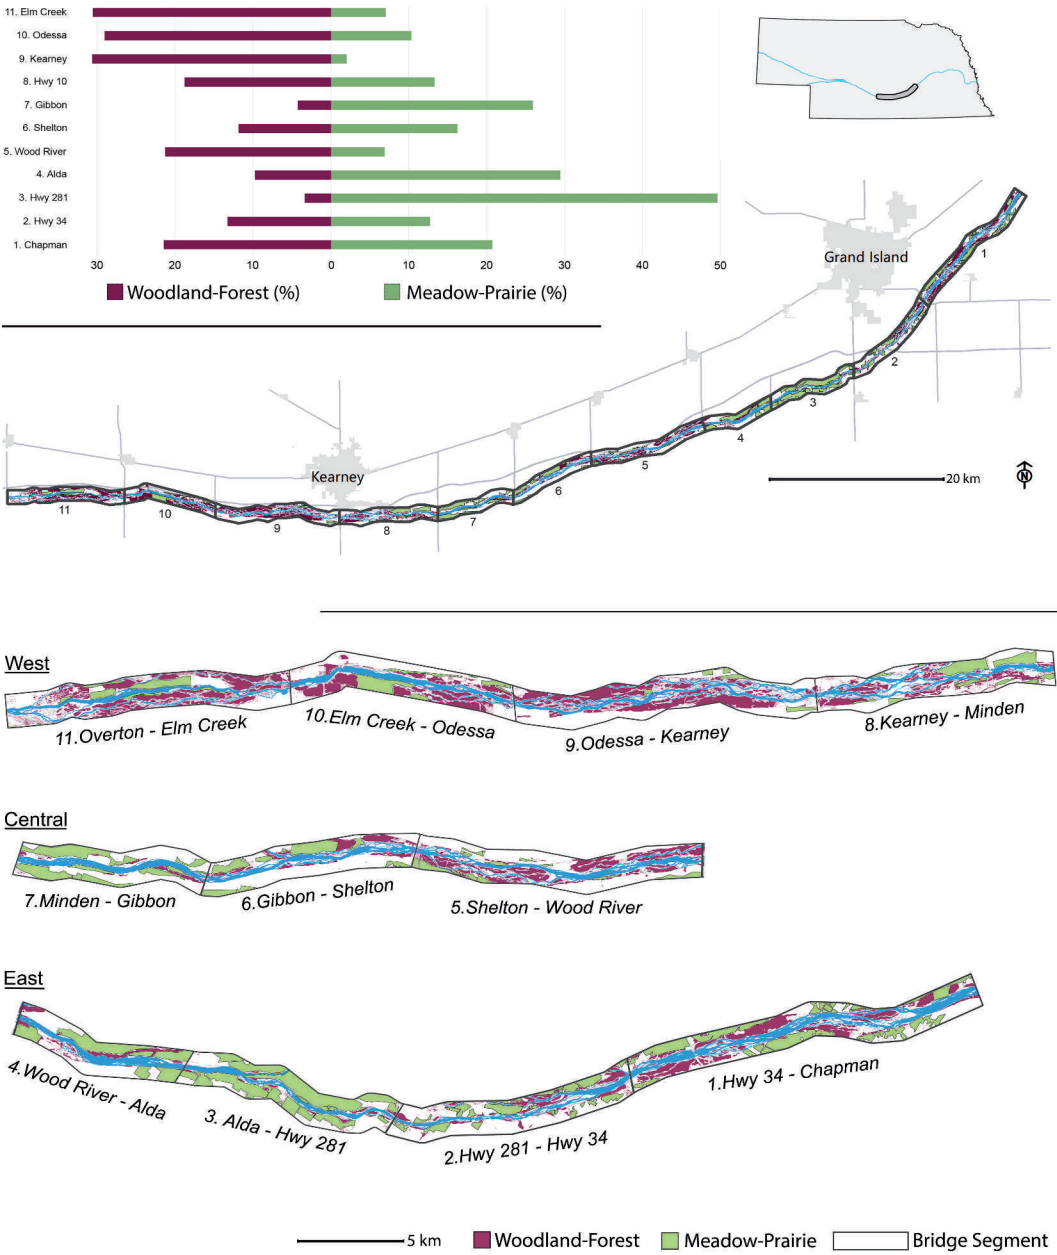 11. Elm Creek
10. Odessa
9. Kearney
8. Hwy 10
7. Gibbon
6. Shelton
5. Wood River
4. Alda
3. Hwy 281
2. Hwy 34
1. Chapman
30 20 10 0 10 20 30 40 50
Woodland-Forest (%) Meadow-Prairie (%)
Grand Island
1
2
3
4
5
6
Kearney
20 km
N
7
8
9
10
11
West
11.Overton - Elm Creek
10.Elm Creek - Odessa
9.Odessa - Kearney
8.Kearney - Minden
Central
7.Minden - Gibbon
6.Gibbon - Shelton
5.Shelton - Wood River
East
4.Wood River - Alda
3. Alda - Hwy 281
2.Hwy 281 - Hwy 34
1.Hwy 34 - Chapman
5 km Woodland-Forest Meadow-Prairie Bridge Segment